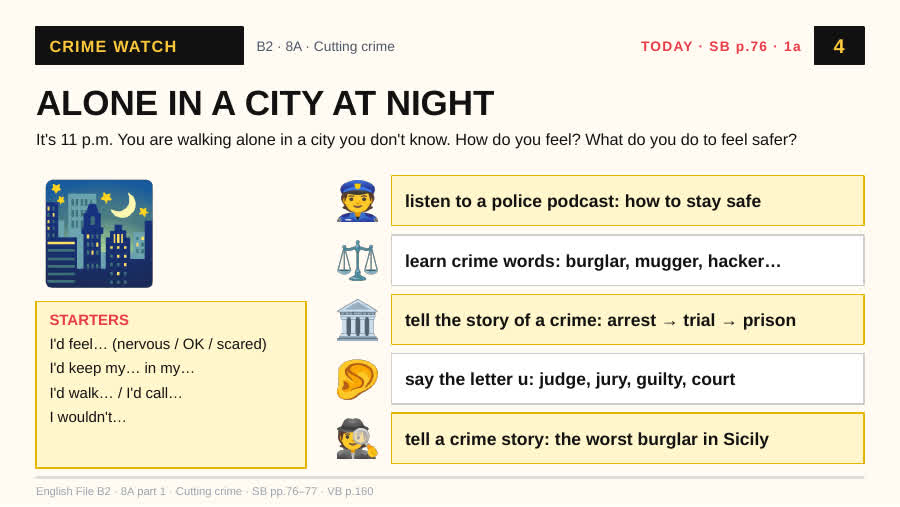 CRIME WATCH
B2 · 8A · Cutting crime
TODAY · SB p.76 · 1a
4
ALONE IN A CITY AT NIGHT
It's 11 p.m. You are walking alone in a city you don't know. How do you feel? What do you do to feel safer?
STARTERS
I'd feel… (nervous / OK / scared)
I'd keep my… in my…
I'd walk… / I'd call…
I wouldn't…
listen to a police podcast: how to stay safe
learn crime words: burglar, mugger, hacker…
tell the story of a crime: arrest → trial → prison
say the letter u: judge, jury, guilty, court
tell a crime story: the worst burglar in Sicily
English File B2 · 8A part 1 · Cutting crime · SB pp.76–77 · VB p.160